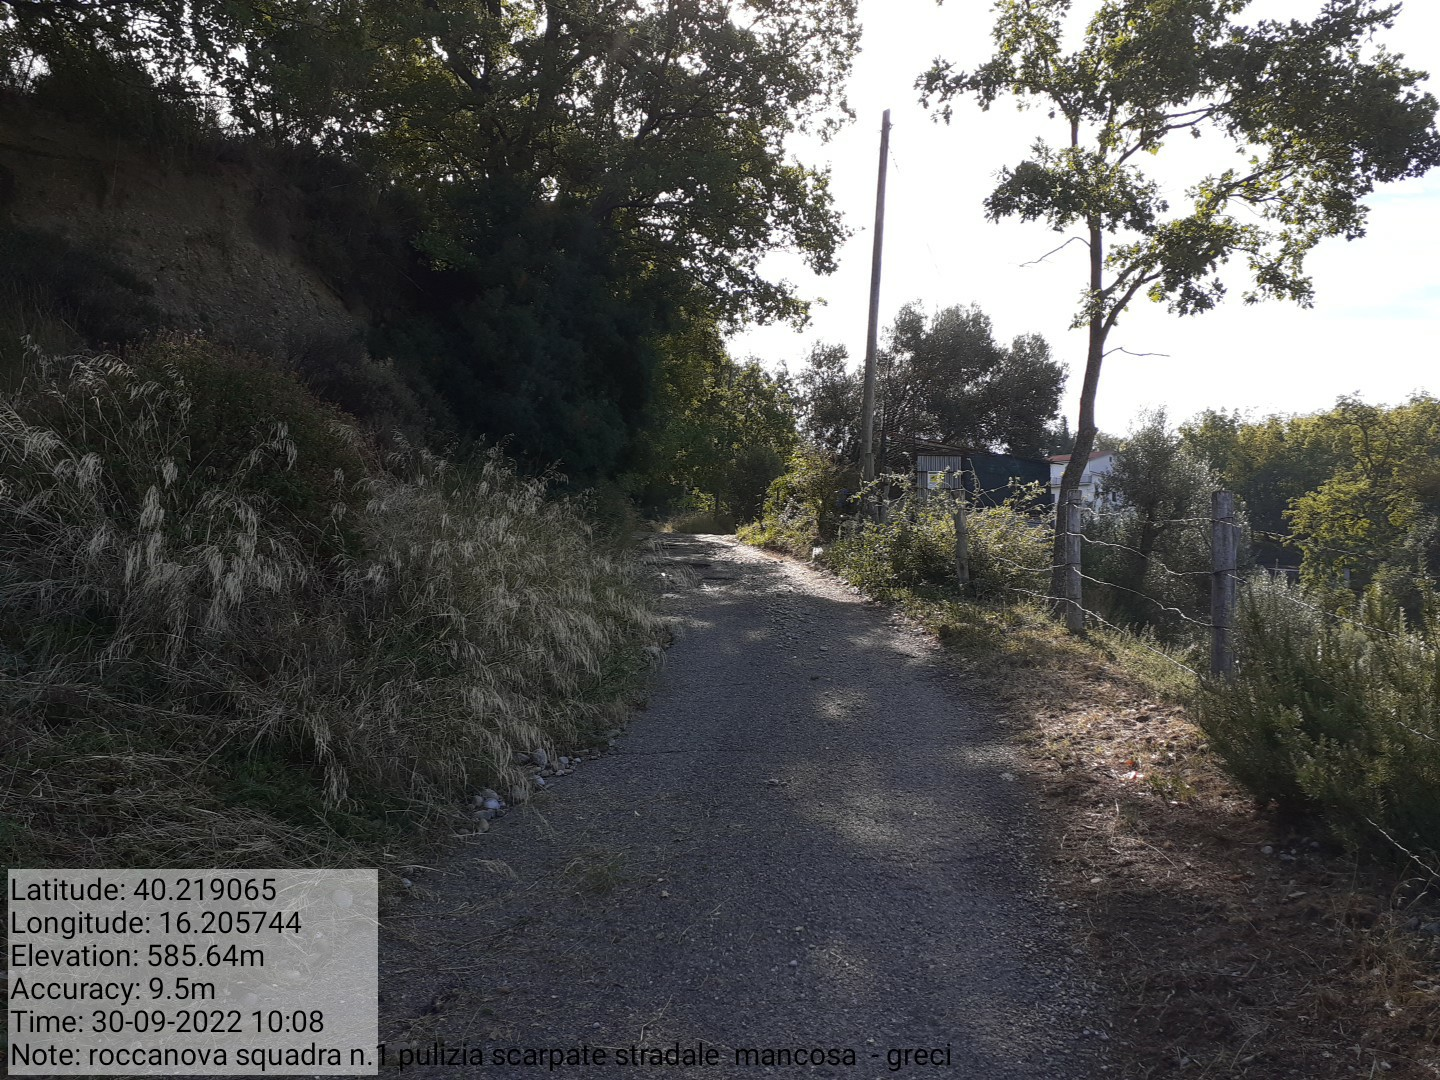 Latitude: 40.219065
Longitude: 16.205744
Elevation: 585.64m
Accuracy: 9.5m
Time: 30-09-2022 10:08
Note: roccanova squadra n.1 pulizia scarpate stradale  mancosa  - greci